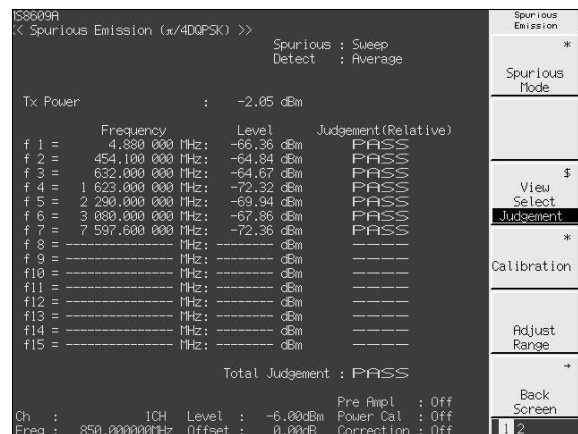 MS8609A
<< Spurious Emission (π/4DQPSK) >>
Spurious : Sweep
Detect : Average
Tx Power : -2.05 dBm
Frequency Level Judgement(Relative)
f 1 = 4.880 000 MHz: -66.36 dBm PASS
f 2 = 454.100 000 MHz: -64.84 dBm PASS
f 3 = 632.000 000 MHz: -64.67 dBm PASS
f 4 = 1 623.000 000 MHz: -72.32 dBm PASS
f 5 = 2 290.000 000 MHz: -69.94 dBm PASS
f 6 = 3 080.000 000 MHz: -67.86 dBm PASS
f 7 = 7 597.600 000 MHz: -72.36 dBm PASS
f 8 = --------------- MHz: -------- dBm -----
f 9 = --------------- MHz: -------- dBm -----
f10 = --------------- MHz: -------- dBm -----
f11 = --------------- MHz: -------- dBm -----
f12 = --------------- MHz: -------- dBm -----
f13 = --------------- MHz: -------- dBm -----
f14 = --------------- MHz: -------- dBm -----
f15 = --------------- MHz: -------- dBm -----
Total Judgement : PASS
Pre Ampl : Off
Ch : 1CH Level : -6.00dBm Power Cal : Off
Freq : 850.000000MHz Offset : 0.00dB Correction : Off
Spurious
Emission
*
Spurious
Mode
$
View
Select
Judgement
*
Calibration
Adjust
Range
→
Back
Screen
1 2